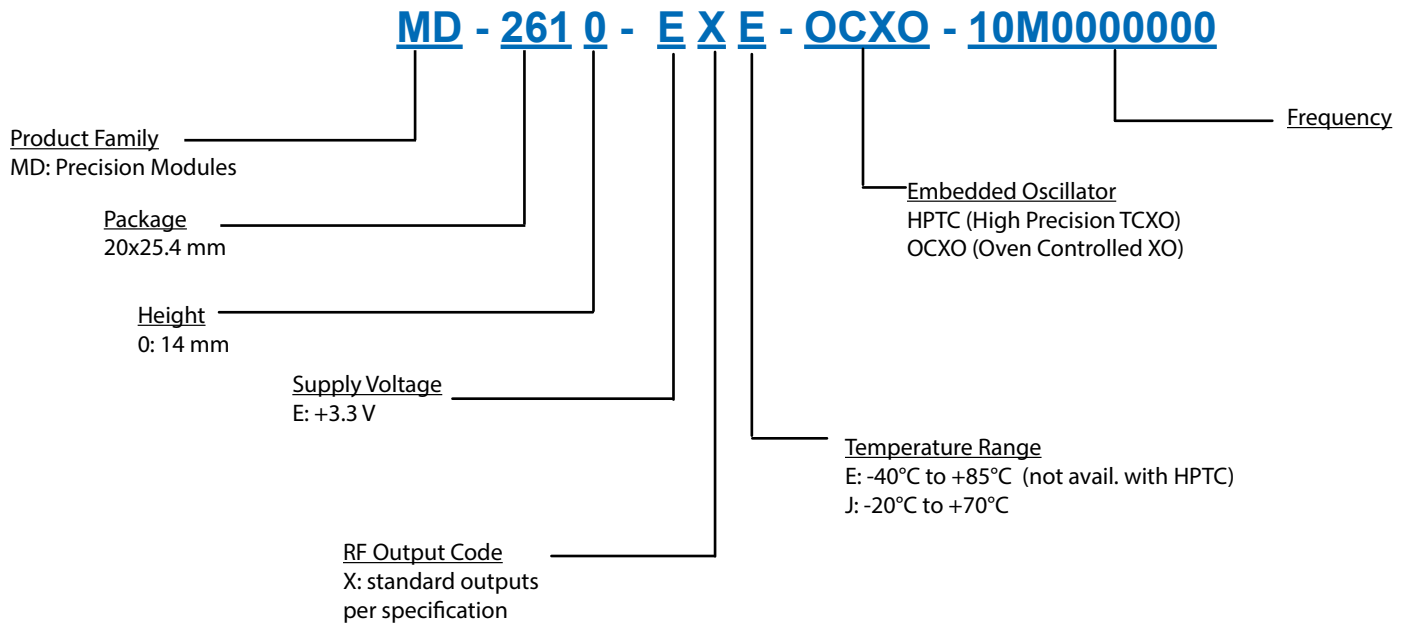 MD - 261 0 - E X E - OCXO - 10M0000000
Product Family
MD: Precision Modules
Package
20x25.4 mm
Height
0: 14 mm
Supply Voltage
E: +3.3 V
RF Output Code
X: standard outputs
per specification
Temperature Range
E: -40°C to +85°C (not avail. with HPTC)
J: -20°C to +70°C
Embedded Oscillator
HPTC (High Precision TCXO)
OCXO (Oven Controlled XO)
Frequency